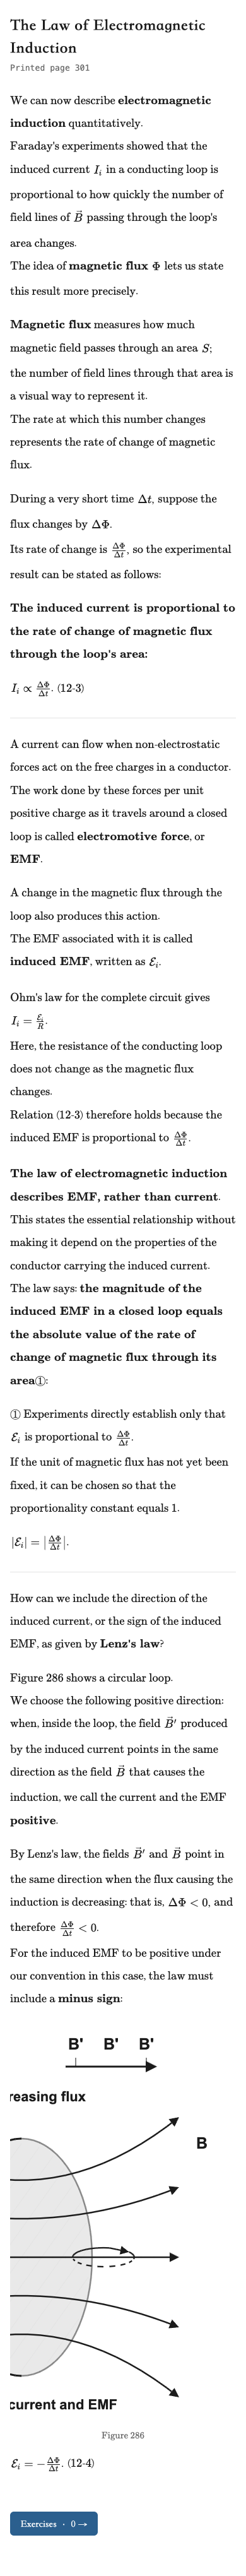 The Law of Electromagnetic
Induction
Printed page 301
We can now describe electromagnetic
induction quantitatively.
Faraday's experiments showed that the
induced current Iᵢ in a conducting loop is
proportional to how quickly the number of
field lines of B⃗ passing through the loop's
area changes.
The idea of magnetic flux Φ lets us state
this result more precisely.
Magnetic flux measures how much
magnetic field passes through an area S;
the number of field lines through that area is
a visual way to represent it.
The rate at which this number changes
represents the rate of change of magnetic
flux.
During a very short time Δt, suppose the
flux changes by ΔΦ.
Its rate of change is ΔΦ/Δt, so the experimental
result can be stated as follows:
The induced current is proportional to
the rate of change of magnetic flux
through the loop's area:
Iᵢ ∝ ΔΦ/Δt. (12-3)
A current can flow when non-electrostatic
forces act on the free charges in a conductor.
The work done by these forces per unit
positive charge as it travels around a closed
loop is called electromotive force, or
EMF.
A change in the magnetic flux through the
loop also produces this action.
The EMF associated with it is called
induced EMF, written as ℰᵢ.
Ohm's law for the complete circuit gives
Iᵢ = ℰᵢ/R.
Here, the resistance of the conducting loop
does not change as the magnetic flux
changes.
Relation (12-3) therefore holds because the
induced EMF is proportional to ΔΦ/Δt.
The law of electromagnetic induction
describes EMF, rather than current.
This states the essential relationship without
making it depend on the properties of the
conductor carrying the induced current.
The law says: the magnitude of the
induced EMF in a closed loop equals
the absolute value of the rate of
change of magnetic flux through its
area①:
① Experiments directly establish only that
ℰᵢ is proportional to ΔΦ/Δt.
If the unit of magnetic flux has not yet been
fixed, it can be chosen so that the
proportionality constant equals 1.
|ℰᵢ| = |ΔΦ/Δt|.
How can we include the direction of the
induced current, or the sign of the induced
EMF, as given by Lenz's law?
Figure 286 shows a circular loop.
We choose the following positive direction:
when, inside the loop, the field B⃗′ produced
by the induced current points in the same
direction as the field B⃗ that causes the
induction, we call the current and the EMF
positive.
By Lenz's law, the fields B⃗′ and B⃗ point in
the same direction when the flux causing the
induction is decreasing: that is, ΔΦ < 0, and
therefore ΔΦ/Δt < 0.
For the induced EMF to be positive under
our convention in this case, the law must
include a minus sign:
B' B' B'
reasing flux
B
current and EMF
Figure 286
ℰᵢ = −ΔΦ/Δt. (12-4)
Exercises · 0 →